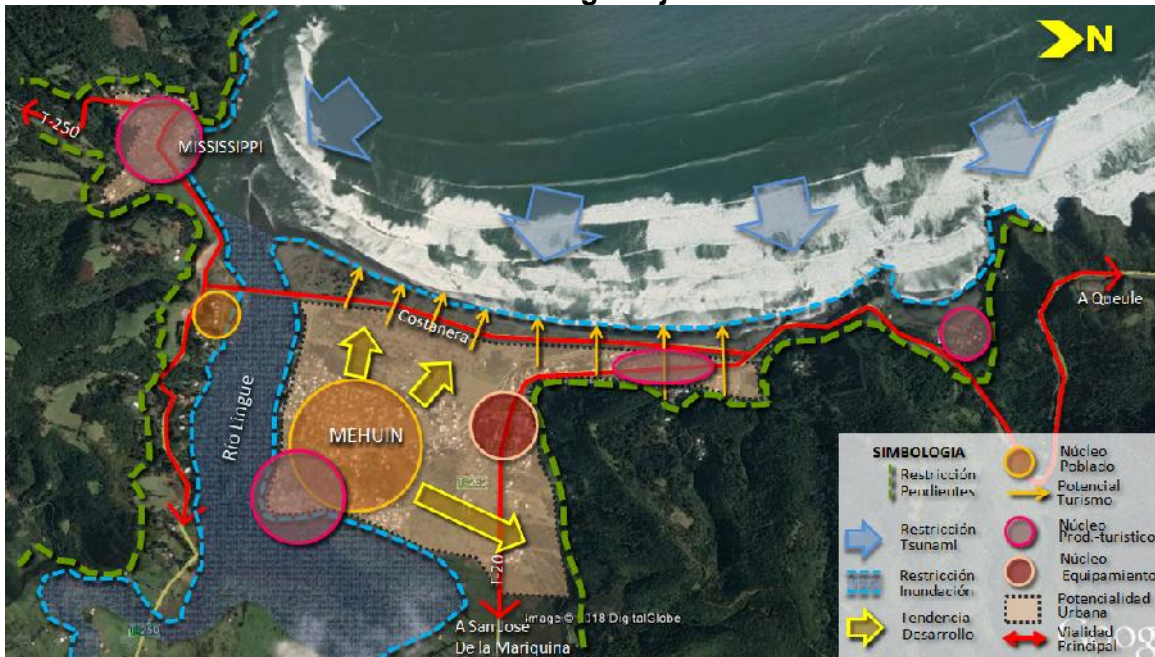 N
T-250
MISSISSIPPI
A Queule
Costanera
Río Lingue
MEHUIN
T-20
A San José
De la Mariquina
Image © 2018 DigitalGlobe
SIMBOLOGIA
Restricción
Pendientes
Restricción
Tsunami
Restricción
Inundación
Tendencia
Desarrollo
Núcleo
Poblado
Potencial
Turismo
Núcleo
Prod.-turístico
Núcleo
Equipamiento
Potencialidad
Urbana
Vialidad
Principal